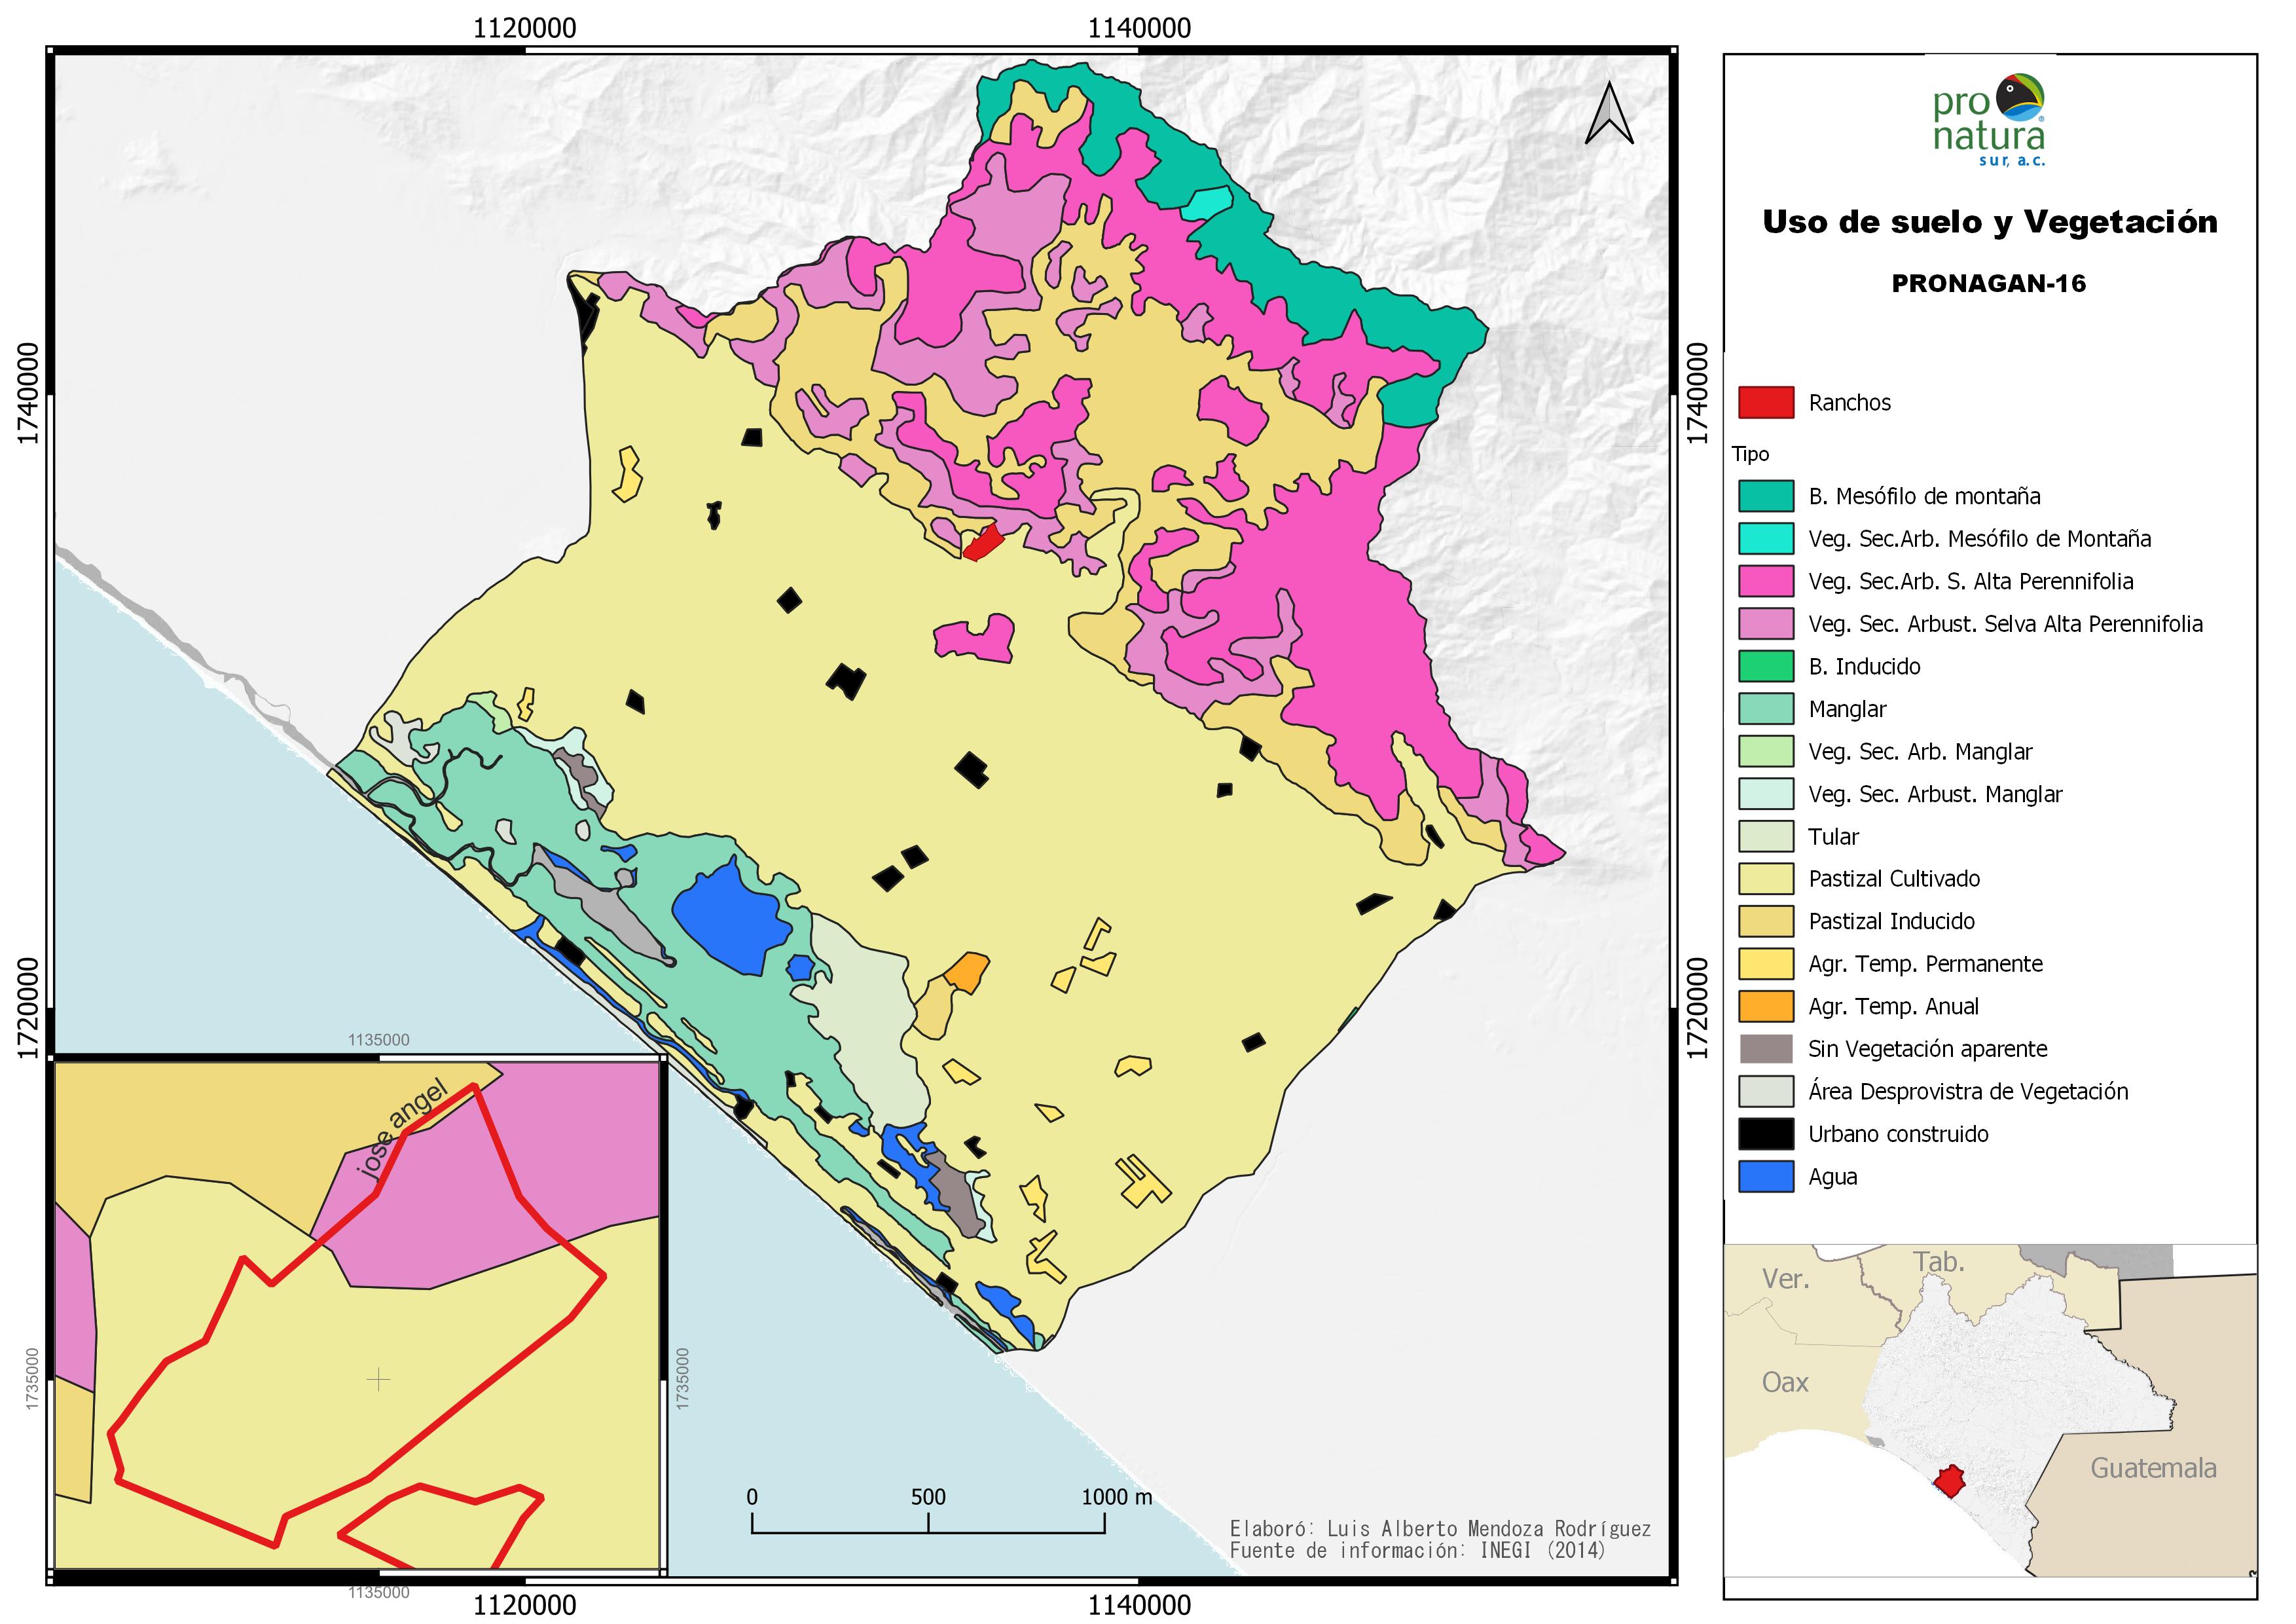 1120000
1140000
1740000
1740000
1720000
1720000
1135000
jose angel
1735000
1735000
1135000
1120000
1140000
0
500
1000 m
Elaboró: Luis Alberto Mendoza Rodríguez
Fuente de información: INEGI (2014)
pro
natura
sur, a.c.
Uso de suelo y Vegetación
PRONAGAN-16
Ranchos
Tipo
B. Mesófilo de montaña
Veg. Sec.Arb. Mesófilo de Montaña
Veg. Sec.Arb. S. Alta Perennifolia
Veg. Sec. Arbust. Selva Alta Perennifolia
B. Inducido
Manglar
Veg. Sec. Arb. Manglar
Veg. Sec. Arbust. Manglar
Tular
Pastizal Cultivado
Pastizal Inducido
Agr. Temp. Permanente
Agr. Temp. Anual
Sin Vegetación aparente
Área Desprovistra de Vegetación
Urbano construido
Agua
Ver.
Tab.
Oax
Guatemala